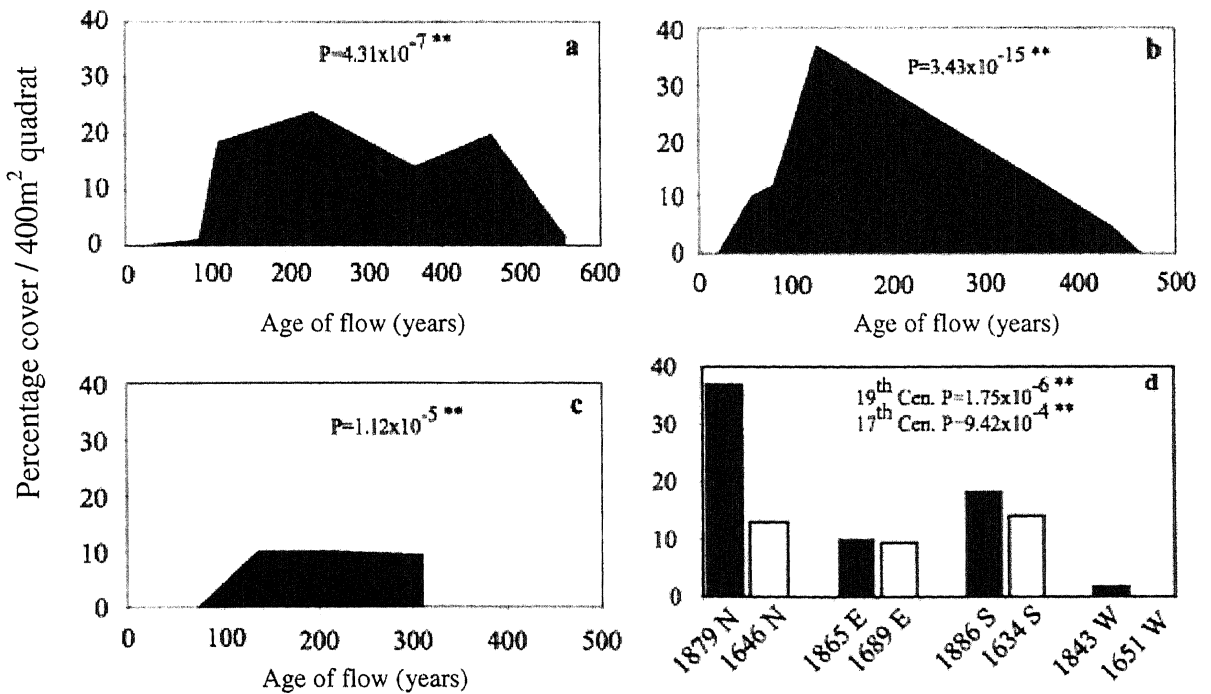 Percentage cover / 400m² quadrat
40
30
20
10
0
P=4.31x10⁻⁷ **
a
0 100 200 300 400 500 600
Age of flow (years)
40
30
20
10
0
P=3.43x10⁻¹⁵ **
b
0 100 200 300 400 500
Age of flow (years)
40
30
20
10
0
P=1.12x10⁻⁵ **
c
0 100 200 300 400 500
Age of flow (years)
40
30
20
10
0
19ᵗʰ Cen. P=1.75x10⁻⁶ **
17ᵗʰ Cen. P=9.42x10⁻⁴ **
d
1879 N
1646 N
1865 E
1689 E
1886 S
1634 S
1843 W
1651 W